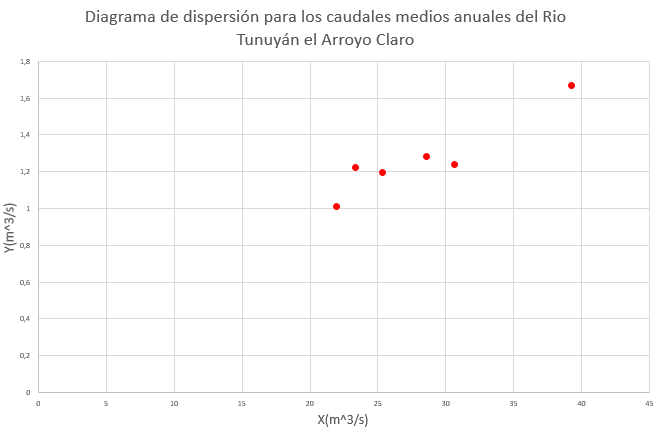 Diagrama de dispersión para los caudales medios anuales del Rio
Tunuyán el Arroyo Claro
1,8
1,6
1,4
1,2
1
0,8
0,6
0,4
0,2
0
Y(m^3/s)
0 5 10 15 20 25 30 35 40 45
X(m^3/s)